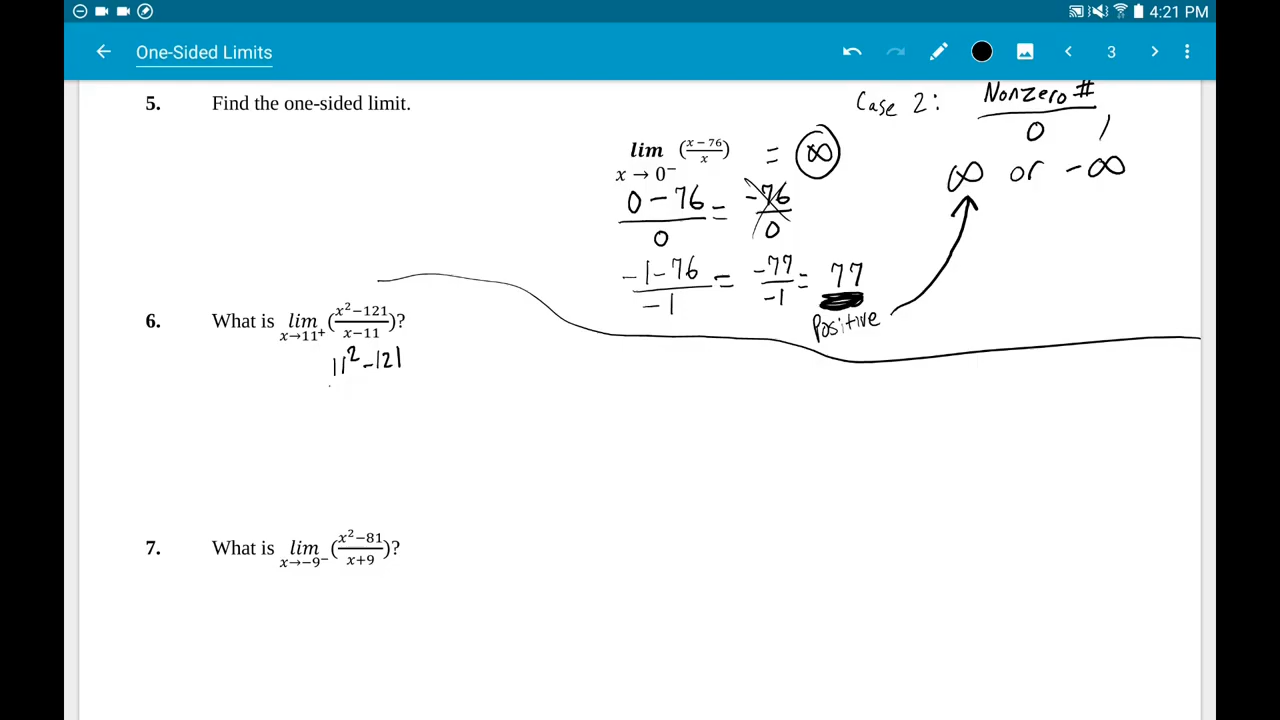 4:21 PM
One-Sided Limits
3
5. Find the one-sided limit.
Case 2: Nonzero #
0
∞ or -∞
lim (x−76/x) = ∞
x → 0⁻
0 - 76 / 0 = -76 / 0
-1 - 76 / -1 = -77 / -1 = 77
Positive
6. What is lim (x²−121 / x−11)?
x→11⁺
11² - 121
7. What is lim (x²−81 / x+9)?
x→−9⁻